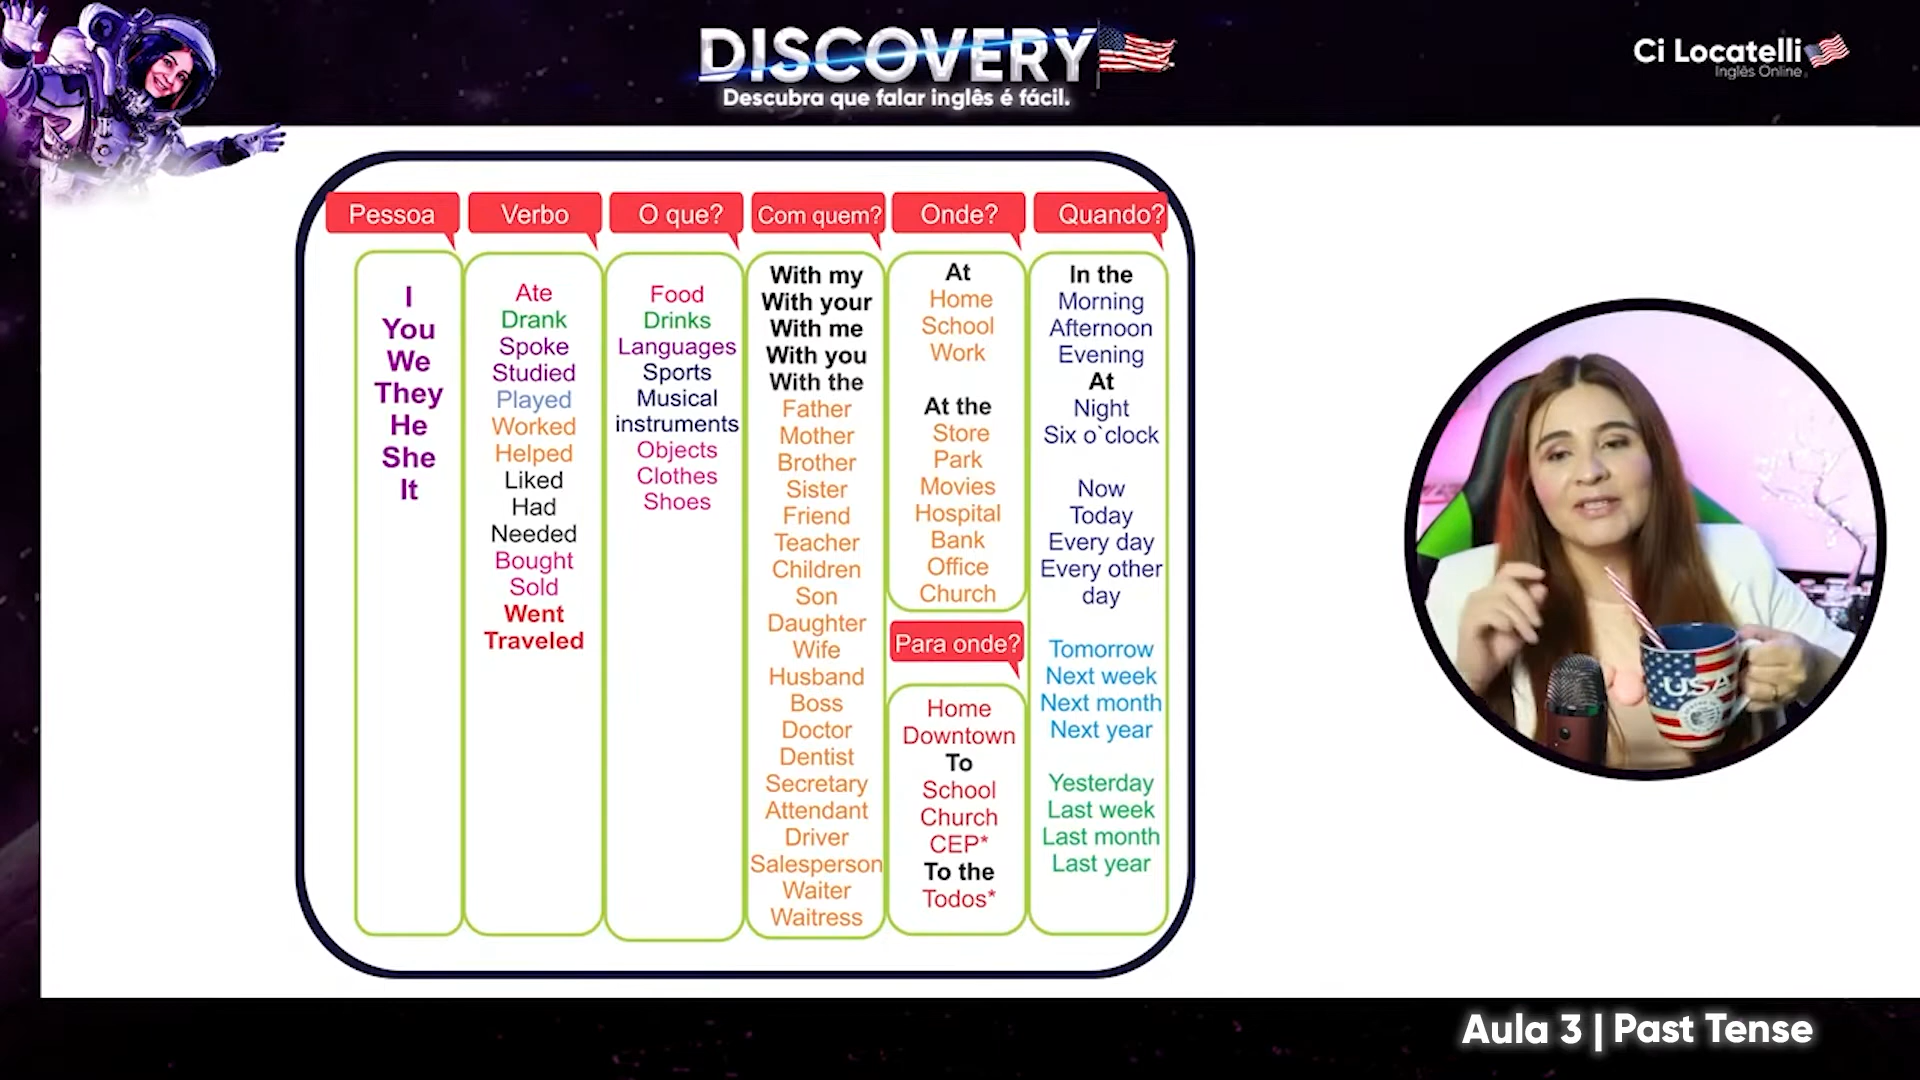 DISCOVERY
Descubra que falar inglês é fácil.
Ci Locatelli
Inglês Online
Pessoa
I
You
We
They
He
She
It
Verbo
Ate
Drank
Spoke
Studied
Played
Worked
Helped
Liked
Had
Needed
Bought
Sold
Went
Traveled
O que?
Food
Drinks
Languages
Sports
Musical
instruments
Objects
Clothes
Shoes
Com quem?
With my
With your
With me
With you
With the
Father
Mother
Brother
Sister
Friend
Teacher
Children
Son
Daughter
Wife
Husband
Boss
Doctor
Dentist
Secretary
Attendant
Driver
Salesperson
Waiter
Waitress
Onde?
At
Home
School
Work
At the
Store
Park
Movies
Hospital
Bank
Office
Church
Para onde?
Home
Downtown
To
School
Church
CEP*
To the
Todos*
Quando?
In the
Morning
Afternoon
Evening
At
Night
Six o`clock
Now
Today
Every day
Every other
day
Tomorrow
Next week
Next month
Next year
Yesterday
Last week
Last month
Last year
USA
Aula 3 | Past Tense